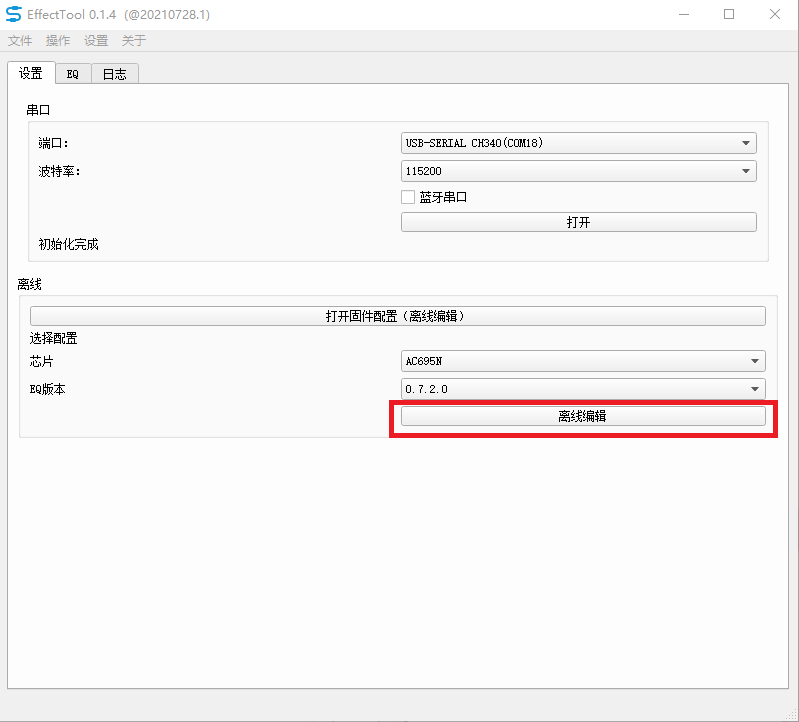 EffectTool 0.1.4 (@20210728.1)
文件 操作 设置 关于
设置 EQ 日志
串口
端口: USB-SERIAL CH340(COM18)
波特率: 115200
蓝牙串口
打开
初始化完成
离线
打开固件配置（离线编辑）
选择配置
芯片 AC695N
EQ版本 0.7.2.0
离线编辑